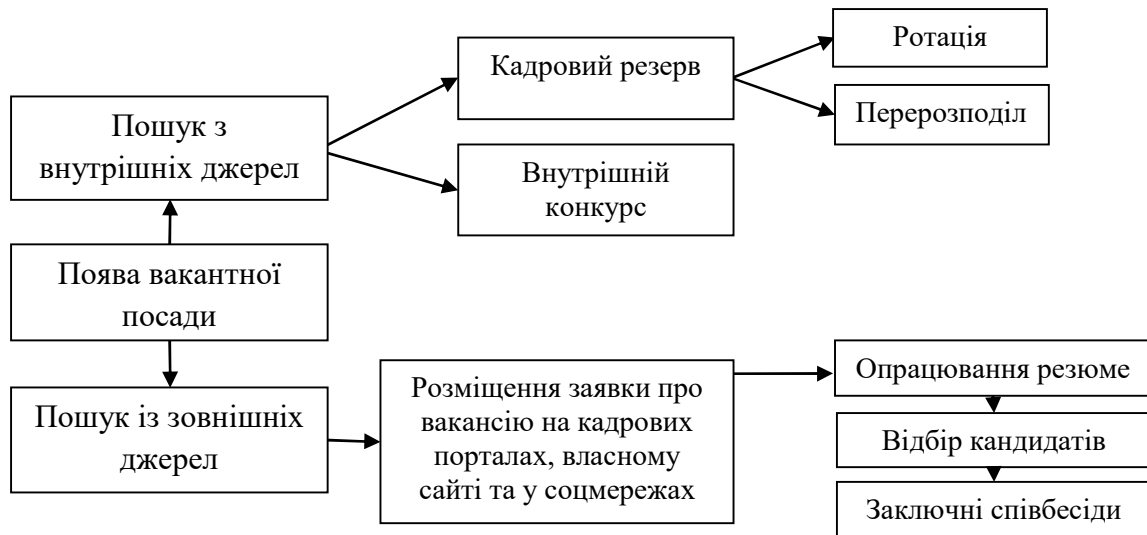 Ротація
Кадровий резерв
Перерозподіл
Пошук з
внутрішніх джерел
Внутрішній
конкурс
Поява вакантної
посади
Пошук із зовнішніх
джерел
Розміщення заявки про
вакансію на кадрових
порталах, власному
сайті та у соцмережах
Опрацювання резюме
Відбір кандидатів
Заключні співбесіди